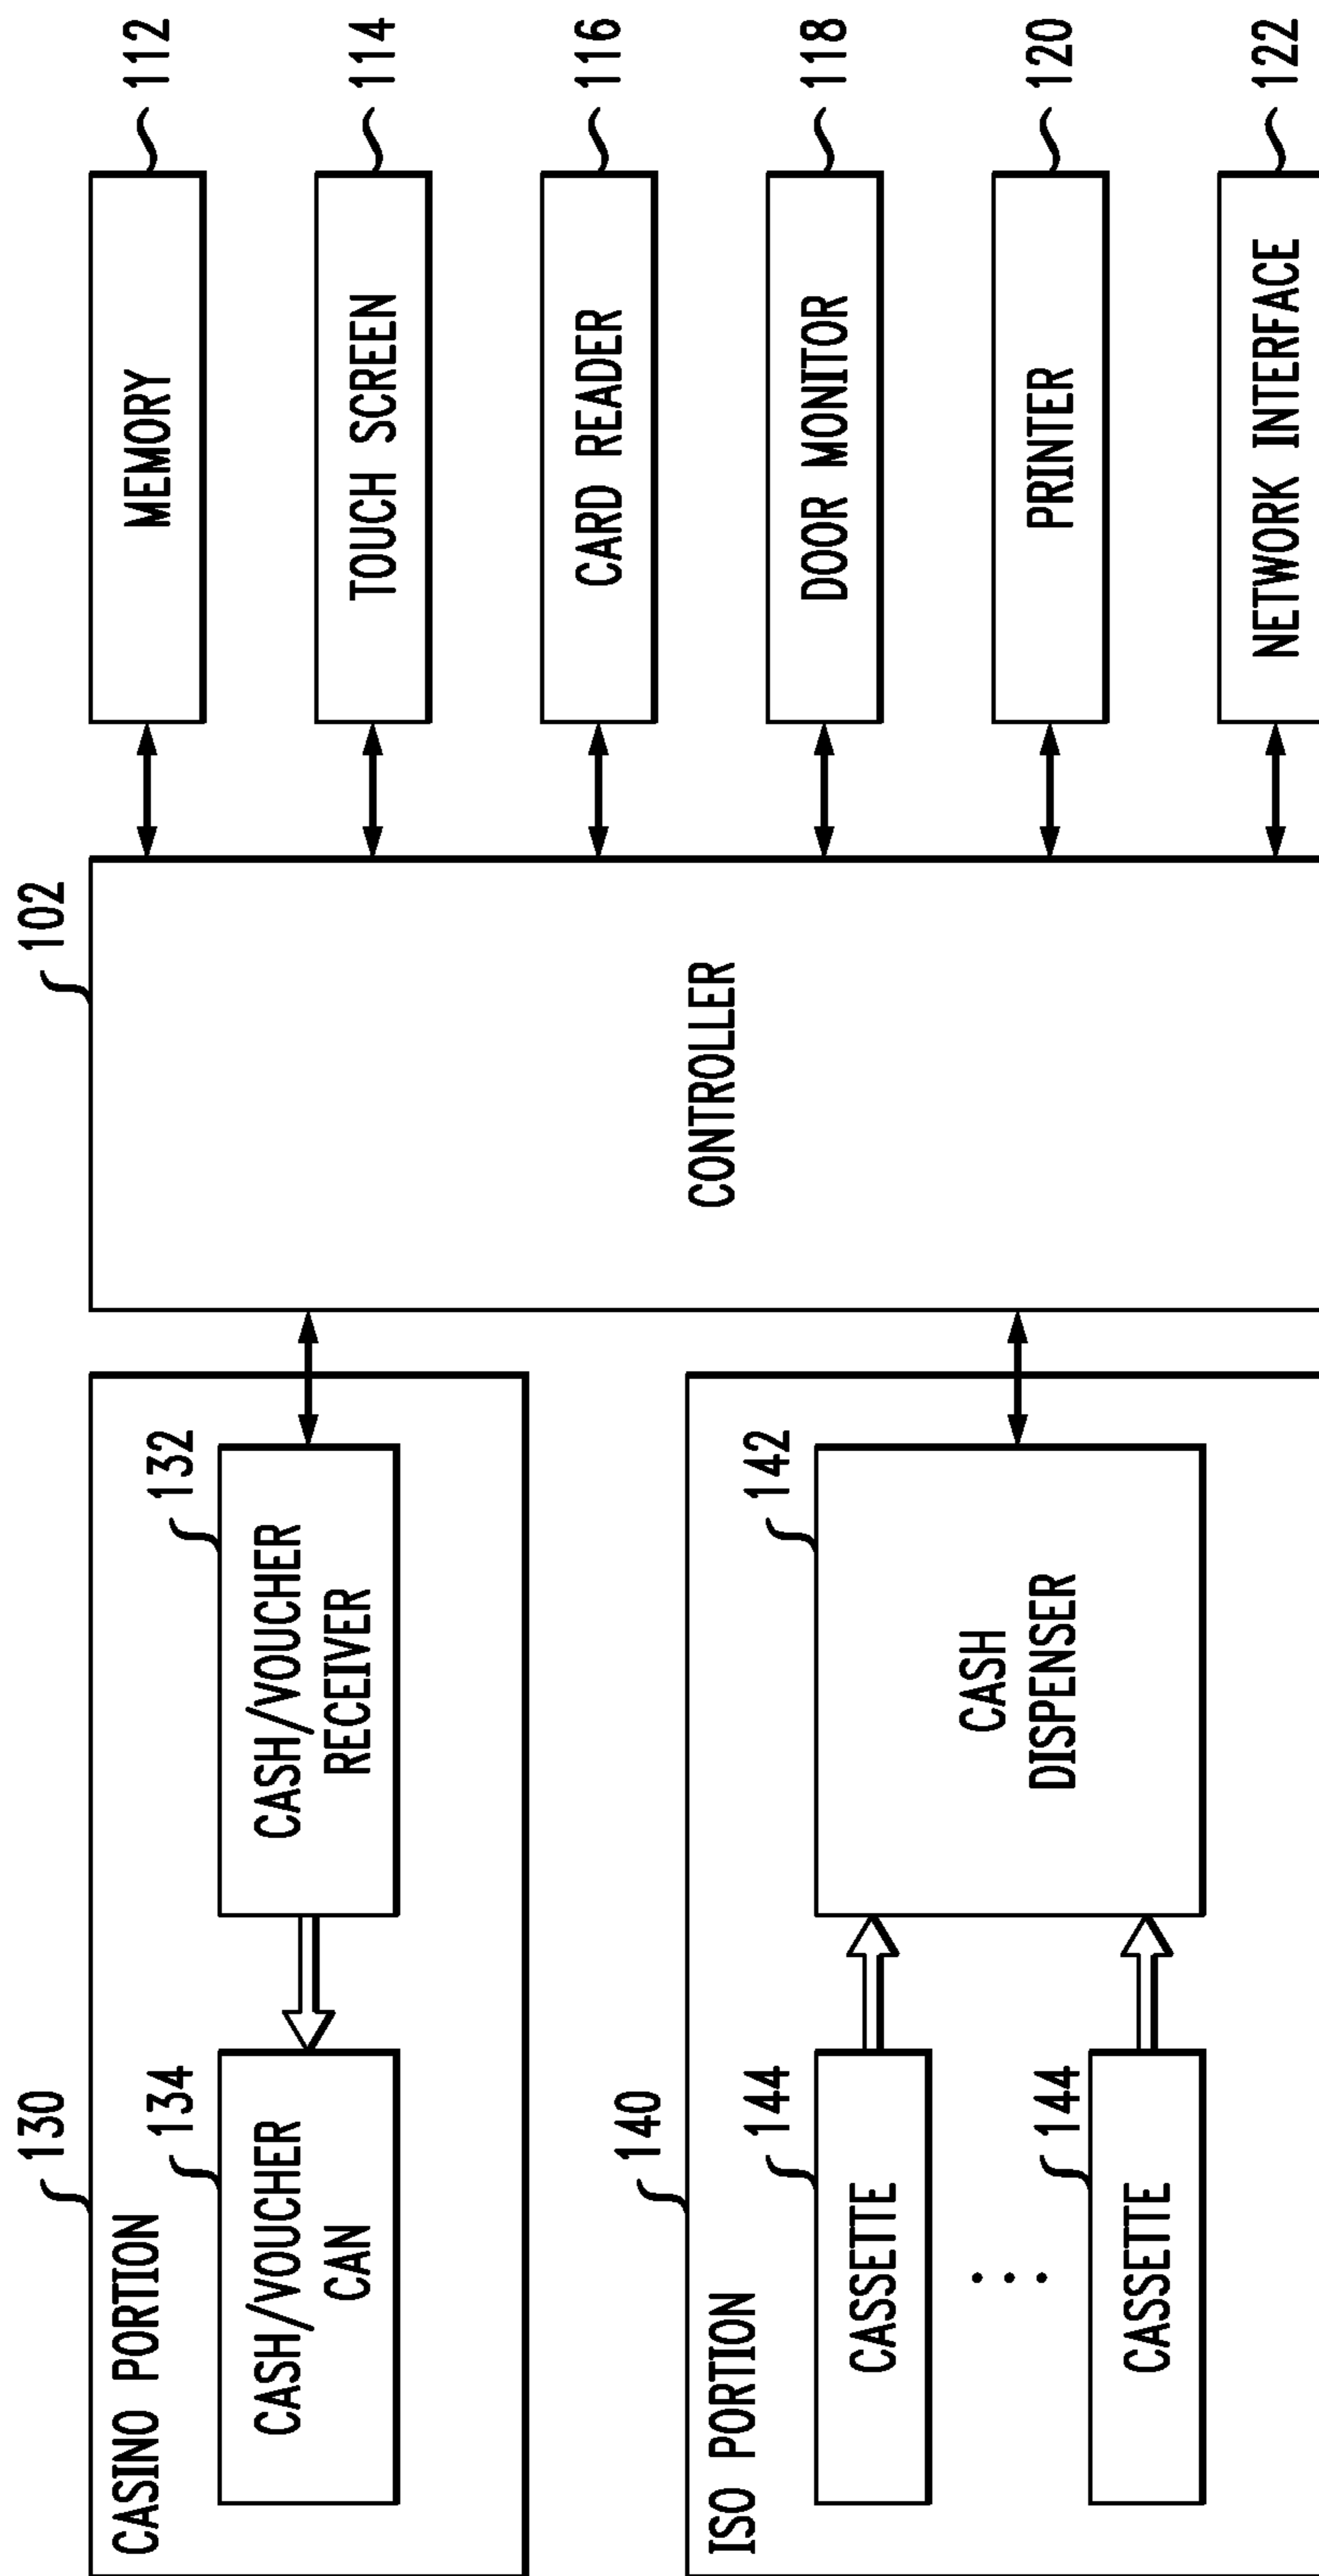 130
CASINO PORTION
134
CASH/VOUCHER
CAN
132
CASH/VOUCHER
RECEIVER
140
ISO PORTION
144
CASSETTE
144
CASSETTE
142
CASH
DISPENSER
102
CONTROLLER
MEMORY
112
TOUCH SCREEN
114
CARD READER
116
DOOR MONITOR
118
PRINTER
120
NETWORK INTERFACE
122